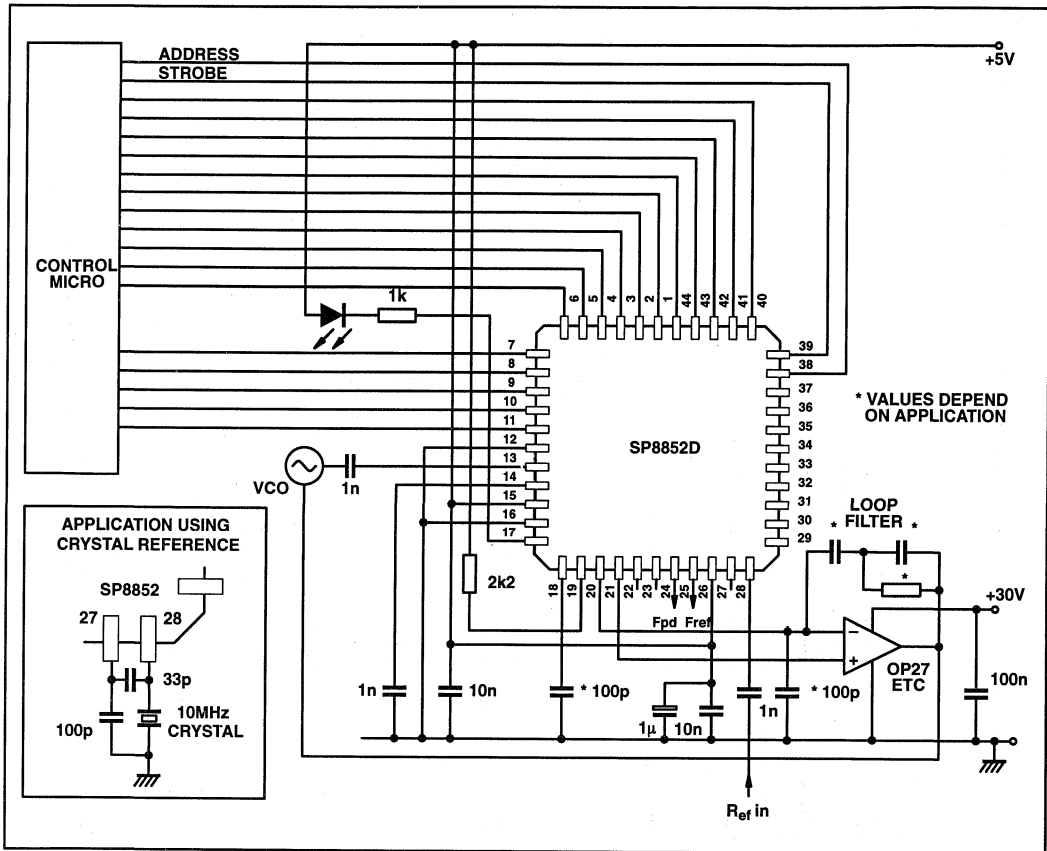 ADDRESS
STROBE
+5V
CONTROL
MICRO
1k
6 5 4 3 2 1 44 43 42 41 40
7
8
9
10
11
12
13
14
15
16
17
39
38
37
36
35
34
33
32
31
30
29
SP8852D
* VALUES DEPEND
ON APPLICATION
VCO
1n
LOOP
FILTER
* *
*
+30V
2k2
18 19 20 21 22 23 24 25 26 27 28
Fpd Fref
−
+
OP27
ETC
100n
1n
10n
* 100p
1μ
10n
1n
* 100p
Ref in
APPLICATION USING
CRYSTAL REFERENCE
SP8852
27
28
33p
100p
10MHz
CRYSTAL